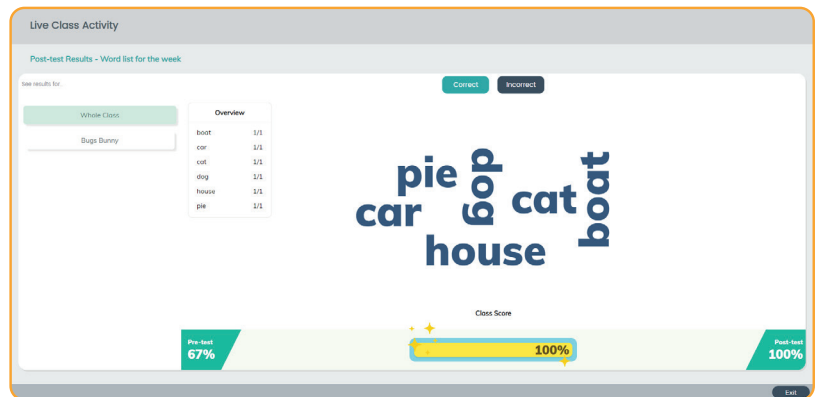 Live Class Activity
Post-test Results - Word list for the week
See results for
Whole Class
Bugs Bunny
Overview
boat 1/1
car 1/1
cat 1/1
dog 1/1
house 1/1
pie 1/1
Correct
Incorrect
pie
dog
boat
car
cat
house
Class Score
Pre-test
67%
100%
Post-test
100%
Exit